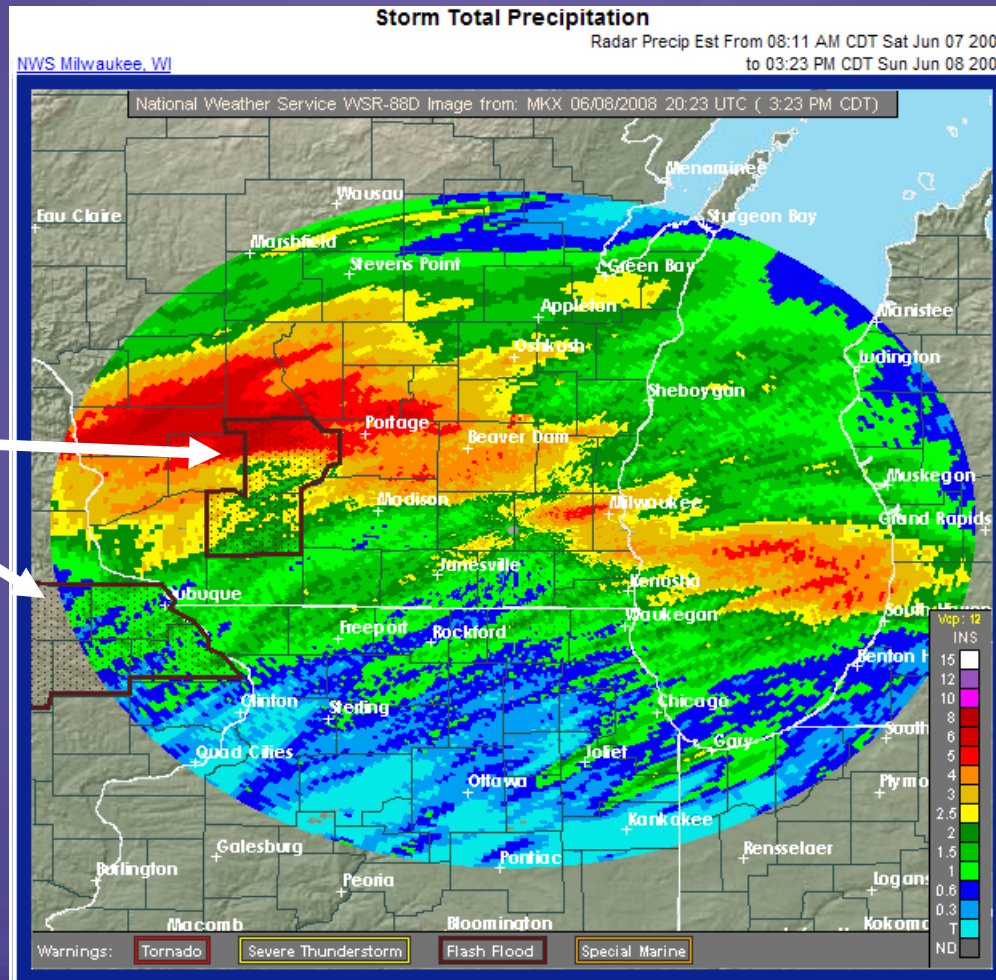 Storm Total Precipitation
Radar Precip Est From 08:11 AM CDT Sat Jun 07 200
NWS Milwaukee, WI
to 03:23 PM CDT Sun Jun 08 200
National Weather Service WSR-88D Image from: MKX 06/08/2008 20:23 UTC ( 3:23 PM CDT)
Menominee
Wausau
Eau Claire
Sturgeon Bay
Marshfield
Stevens Point
Green Bay
Appleton
Manistee
Oshkosh
Ludington
Sheboygan
Portage
Beaver Dam
Muskegon
Madison
Milwaukee
Grand Rapids
Janesville
Kenosha
Dubuque
Waukegan
South Haven
Freeport
Rockford
Vcp: 12
INS
Benton H
15
12
Clinton
Sterling
Chicago
10
8
South
6
Quad Cities
Joliet
Gary
5
Ottawa
4
Plymo
3
Kankakee
2.5
Galesburg
Pontiac
Rensselaer
2
Burlington
Peoria
1.5
Logans
1
0.6
Macomb
Bloomington
Kokomo
0.3
T
ND
Warnings: Tornado Severe Thunderstorm Flash Flood Special Marine